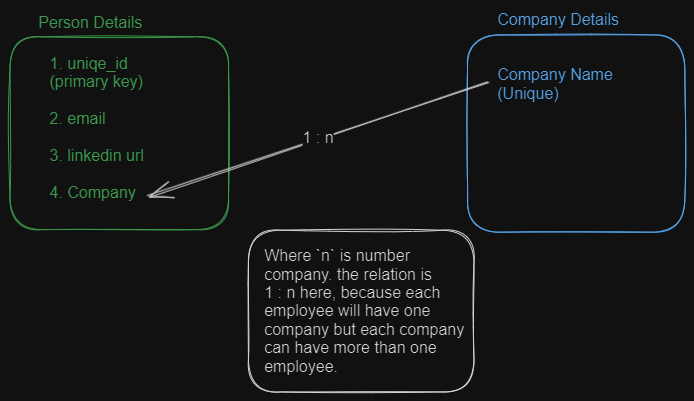 Person Details
1. uniqe_id
(primary key)
2. email
3. linkedin url
4. Company
Company Details
Company Name
(Unique)
1 : n
Where `n` is number
company. the relation is
1 : n here, because each
employee will have one
company but each company
can have more than one
employee.